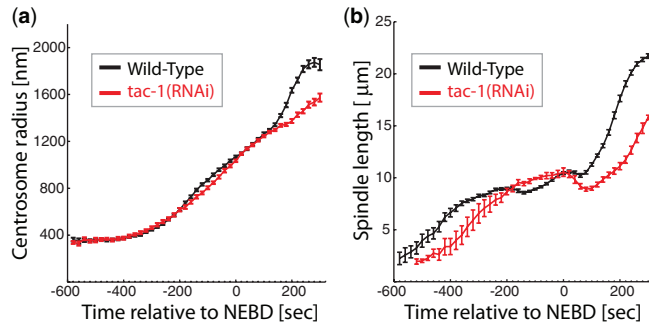 (a)
Centrosome radius [nm]
2000
1600
1200
800
400
Wild-Type
tac-1(RNAi)
-600 -400 -200 0 200
Time relative to NEBD [sec]
(b)
Spindle length [ μm]
25
20
15
10
5
Wild-Type
tac-1(RNAi)
-600 -400 -200 0 200
Time relative to NEBD [sec]